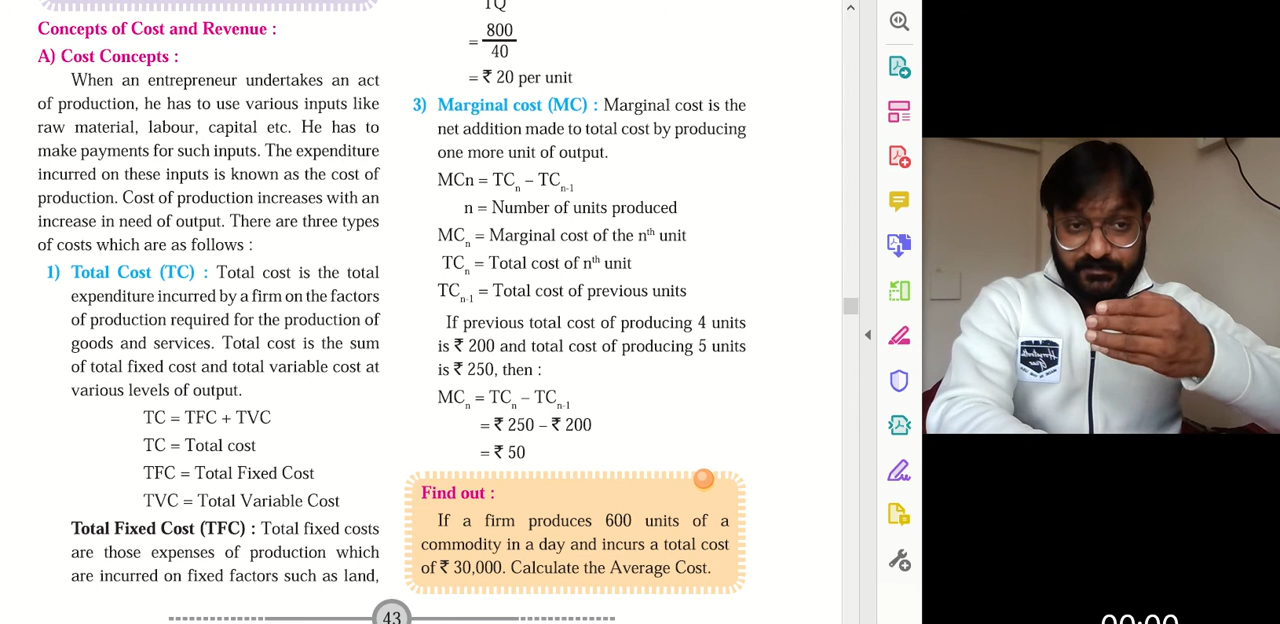 Concepts of Cost and Revenue :
A) Cost Concepts :
When an entrepreneur undertakes an act
of production, he has to use various inputs like
raw material, labour, capital etc. He has to
make payments for such inputs. The expenditure
incurred on these inputs is known as the cost of
production. Cost of production increases with an
increase in need of output. There are three types
of costs which are as follows :
1) Total Cost (TC) : Total cost is the total
expenditure incurred by a firm on the factors
of production required for the production of
goods and services. Total cost is the sum
of total fixed cost and total variable cost at
various levels of output.
TC = TFC + TVC
TC = Total cost
TFC = Total Fixed Cost
TVC = Total Variable Cost
Total Fixed Cost (TFC) : Total fixed costs
are those expenses of production which
are incurred on fixed factors such as land,
TQ
= 800
40
= ₹ 20 per unit
3) Marginal cost (MC) : Marginal cost is the
net addition made to total cost by producing
one more unit of output.
MCn = TCn – TCn-1
n = Number of units produced
MCn = Marginal cost of the nth unit
TCn = Total cost of nth unit
TCn-1 = Total cost of previous units
If previous total cost of producing 4 units
is ₹ 200 and total cost of producing 5 units
is ₹ 250, then :
MCn = TCn – TCn-1
= ₹ 250 – ₹ 200
= ₹ 50
Find out :
If a firm produces 600 units of a
commodity in a day and incurs a total cost
of ₹ 30,000. Calculate the Average Cost.
43
00:00